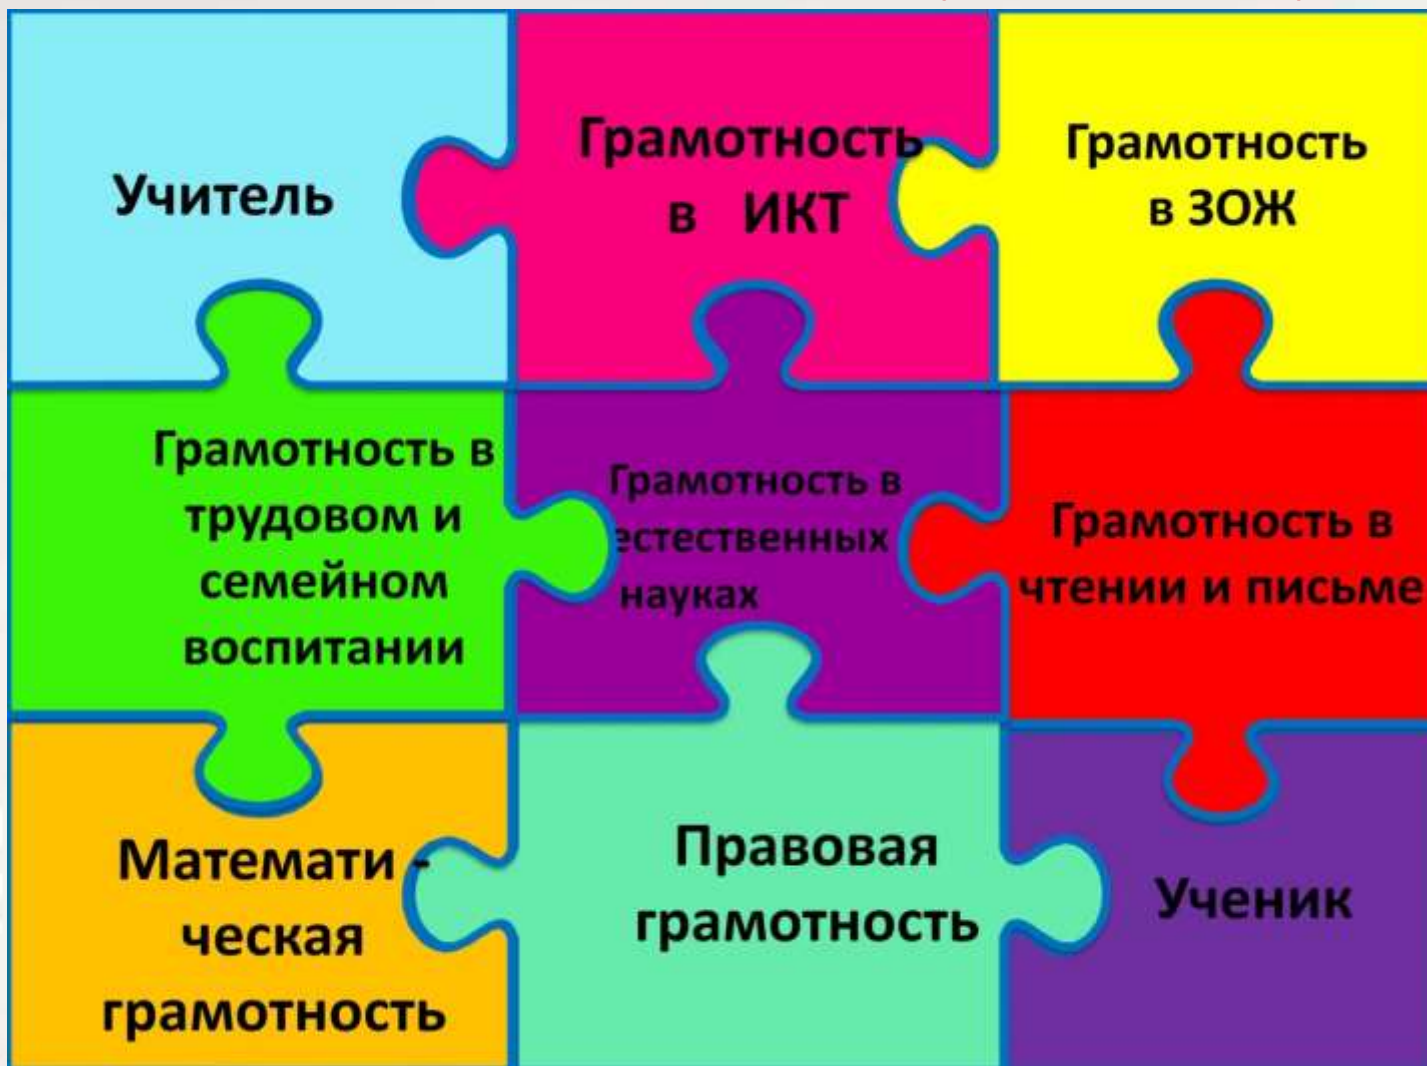 Учитель
Грамотность
в ИКТ
Грамотность
в ЗОЖ
Грамотность в
трудовом и
семейном
воспитании
Грамотность в
естественных
науках
Грамотность в
чтении и письме
Математи -
ческая
грамотность
Правовая
грамотность
Ученик